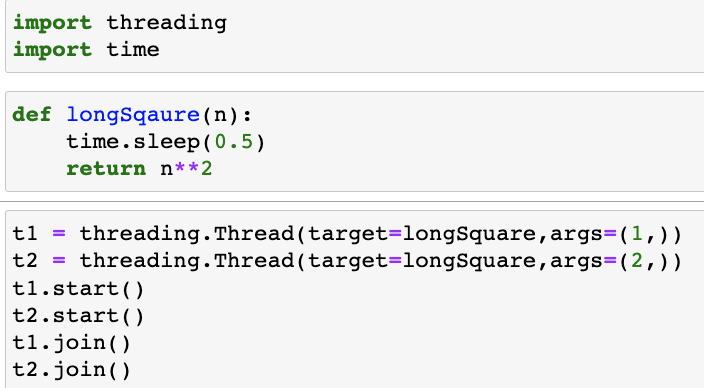 import threading
import time
def longSqaure(n):
    time.sleep(0.5)
    return n**2
t1 = threading.Thread(target=longSquare,args=(1,))
t2 = threading.Thread(target=longSquare,args=(2,))
t1.start()
t2.start()
t1.join()
t2.join()